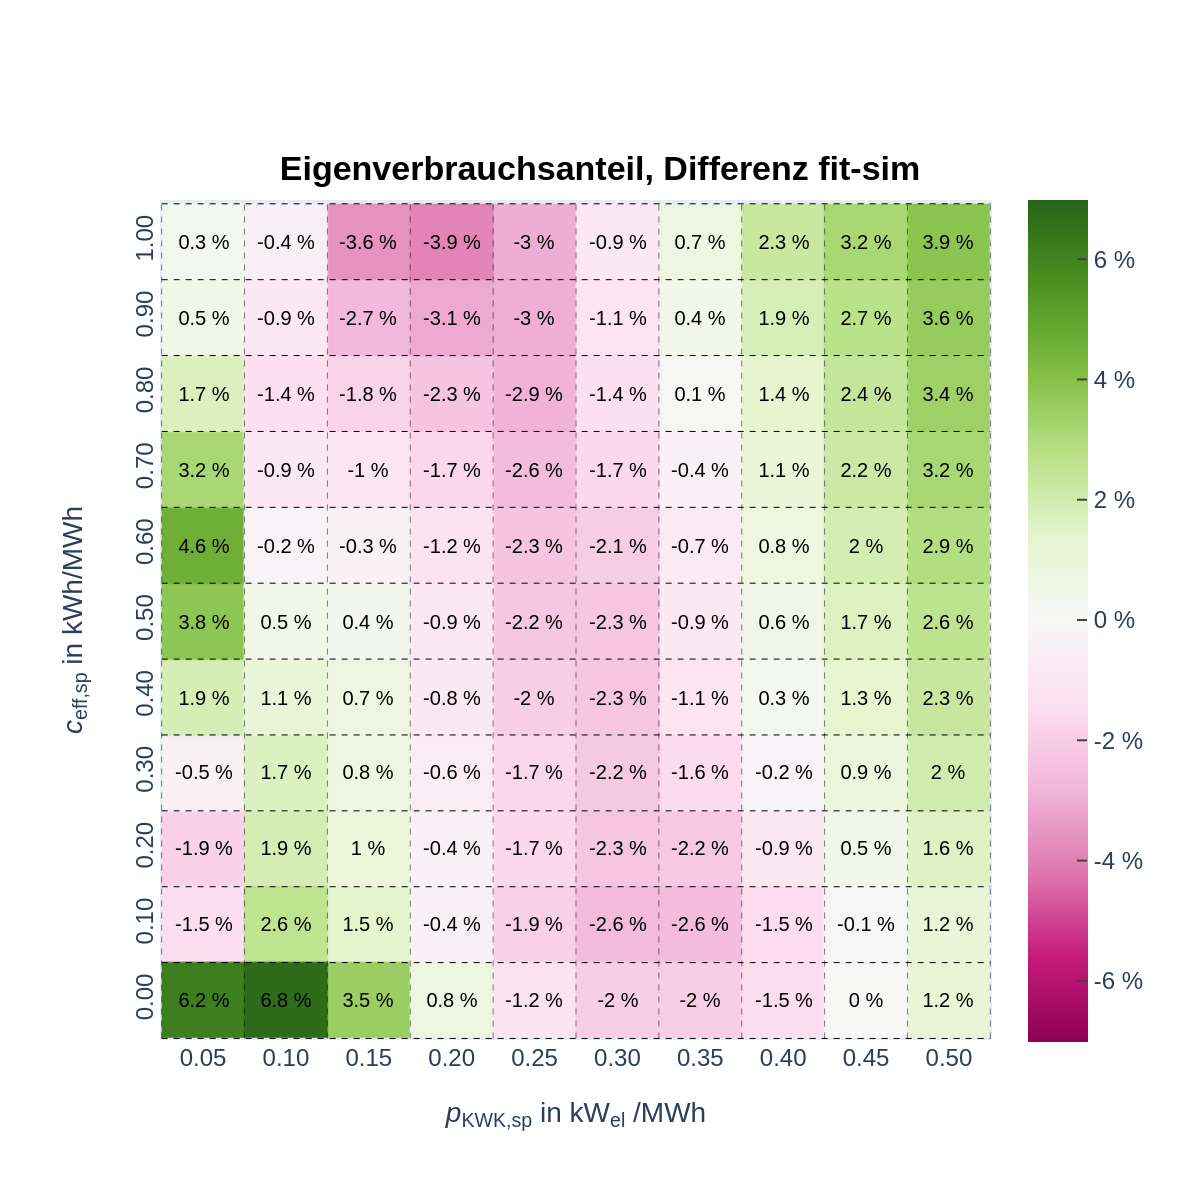 Eigenverbrauchsanteil, Differenz fit-sim
1.00 0.3 % -0.4 % -3.6 % -3.9 % -3 % -0.9 % 0.7 % 2.3 % 3.2 % 3.9 %
0.90 0.5 % -0.9 % -2.7 % -3.1 % -3 % -1.1 % 0.4 % 1.9 % 2.7 % 3.6 %
0.80 1.7 % -1.4 % -1.8 % -2.3 % -2.9 % -1.4 % 0.1 % 1.4 % 2.4 % 3.4 %
0.70 3.2 % -0.9 % -1 % -1.7 % -2.6 % -1.7 % -0.4 % 1.1 % 2.2 % 3.2 %
0.60 4.6 % -0.2 % -0.3 % -1.2 % -2.3 % -2.1 % -0.7 % 0.8 % 2 % 2.9 %
0.50 3.8 % 0.5 % 0.4 % -0.9 % -2.2 % -2.3 % -0.9 % 0.6 % 1.7 % 2.6 %
0.40 1.9 % 1.1 % 0.7 % -0.8 % -2 % -2.3 % -1.1 % 0.3 % 1.3 % 2.3 %
0.30 -0.5 % 1.7 % 0.8 % -0.6 % -1.7 % -2.2 % -1.6 % -0.2 % 0.9 % 2 %
0.20 -1.9 % 1.9 % 1 % -0.4 % -1.7 % -2.3 % -2.2 % -0.9 % 0.5 % 1.6 %
0.10 -1.5 % 2.6 % 1.5 % -0.4 % -1.9 % -2.6 % -2.6 % -1.5 % -0.1 % 1.2 %
0.00 6.2 % 6.8 % 3.5 % 0.8 % -1.2 % -2 % -2 % -1.5 % 0 % 1.2 %
0.05 0.10 0.15 0.20 0.25 0.30 0.35 0.40 0.45 0.50
pKWK,sp in kWel /MWh
ceff,sp in kWh/MWh
6 %
4 %
2 %
0 %
-2 %
-4 %
-6 %